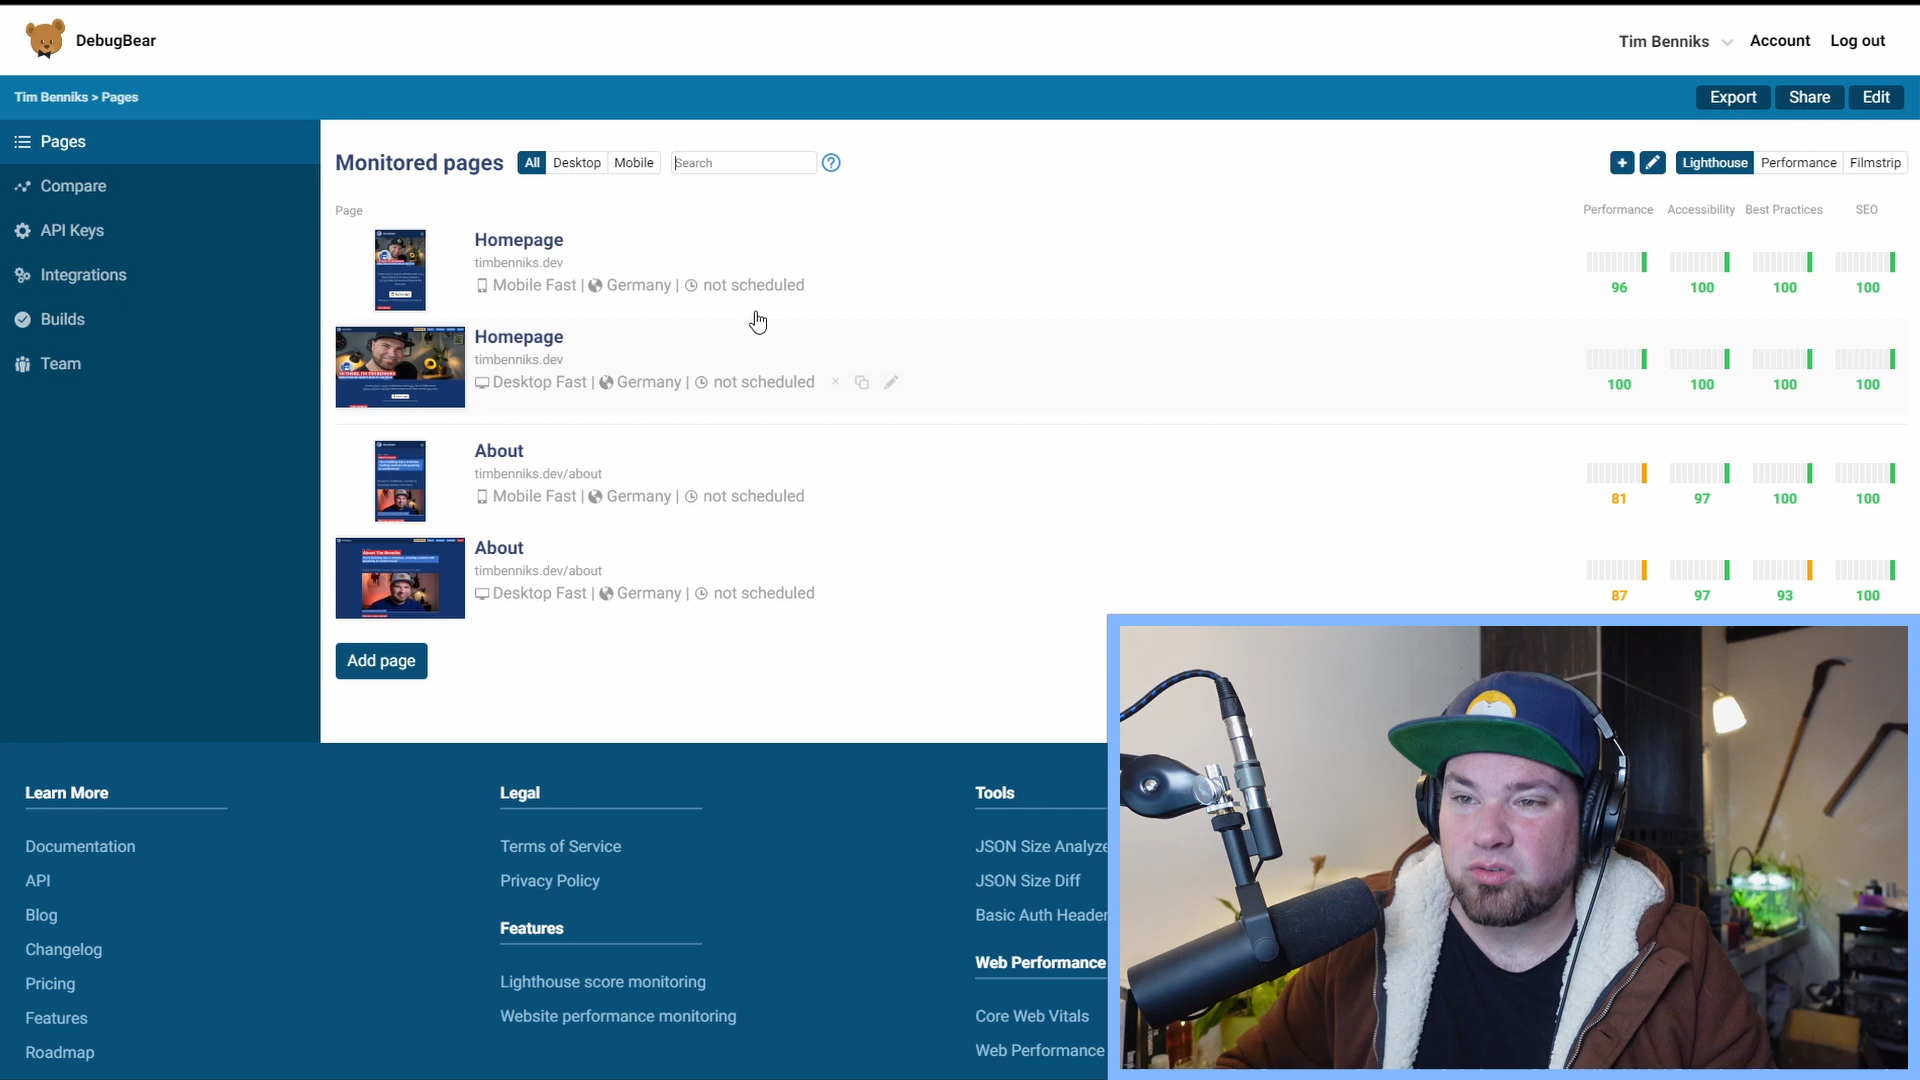 DebugBear
Tim Benniks
Account
Log out
Tim Benniks > Pages
Export
Share
Edit
Pages
Compare
API Keys
Integrations
Builds
Team
Monitored pages
All
Desktop
Mobile
Search
?
+
Lighthouse
Performance
Filmstrip
Page
Performance
Accessibility
Best Practices
SEO
Homepage
timbenniks.dev
Mobile Fast | Germany | not scheduled
96
100
100
100
Homepage
timbenniks.dev
Desktop Fast | Germany | not scheduled
100
100
100
100
About
timbenniks.dev/about
Mobile Fast | Germany | not scheduled
81
97
100
100
About
timbenniks.dev/about
Desktop Fast | Germany | not scheduled
87
97
93
100
Add page
Learn More
Documentation
API
Blog
Changelog
Pricing
Features
Roadmap
Legal
Terms of Service
Privacy Policy
Features
Lighthouse score monitoring
Website performance monitoring
Tools
JSON Size Analyze
JSON Size Diff
Basic Auth Header
Web Performance
Core Web Vitals
Web Performance